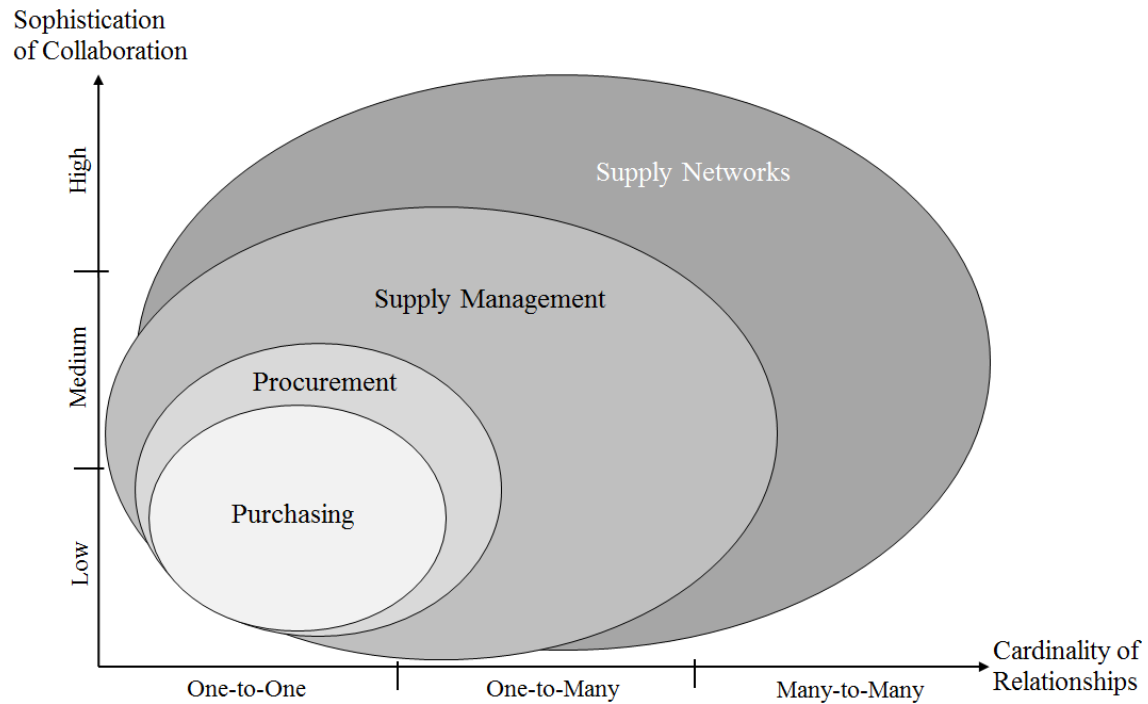 Sophistication
of Collaboration
High
Supply Networks
Supply Management
Medium
Procurement
Purchasing
Low
Cardinality of
Relationships
One-to-One
One-to-Many
Many-to-Many